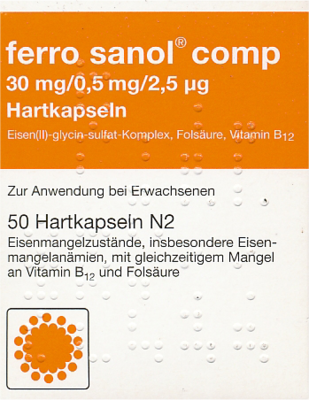 ferro sanol® comp
30 mg/0,5 mg/2,5 µg
Hartkapseln
Eisen(II)-glycin-sulfat-Komplex, Folsäure, Vitamin B12
Zur Anwendung bei Erwachsenen
50 Hartkapseln N2
Eisenmangelzustände, insbesondere Eisen-
mangelanämien, mit gleichzeitigem Mangel
an Vitamin B12 und Folsäure